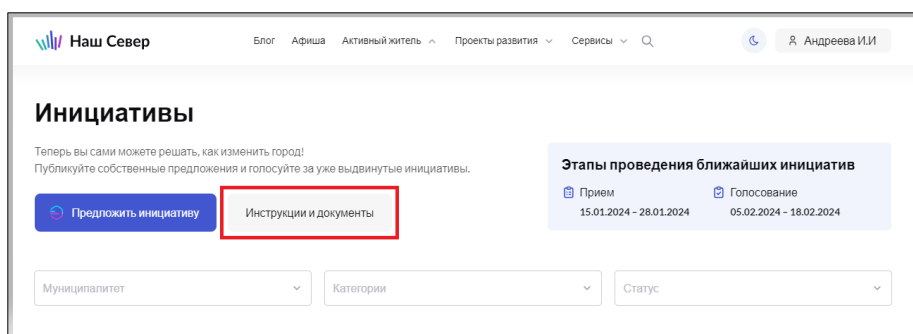 Наш Север
Блог Афиша Активный житель Проекты развития Сервисы
Андреева И.И
Инициативы
Теперь вы сами можете решать, как изменить город!
Публикуйте собственные предложения и голосуйте за уже выдвинутые инициативы.
Предложить инициативу
Инструкции и документы
Этапы проведения ближайших инициатив
Прием
15.01.2024 – 28.01.2024
Голосование
05.02.2024 – 18.02.2024
Муниципалитет
Категории
Статус